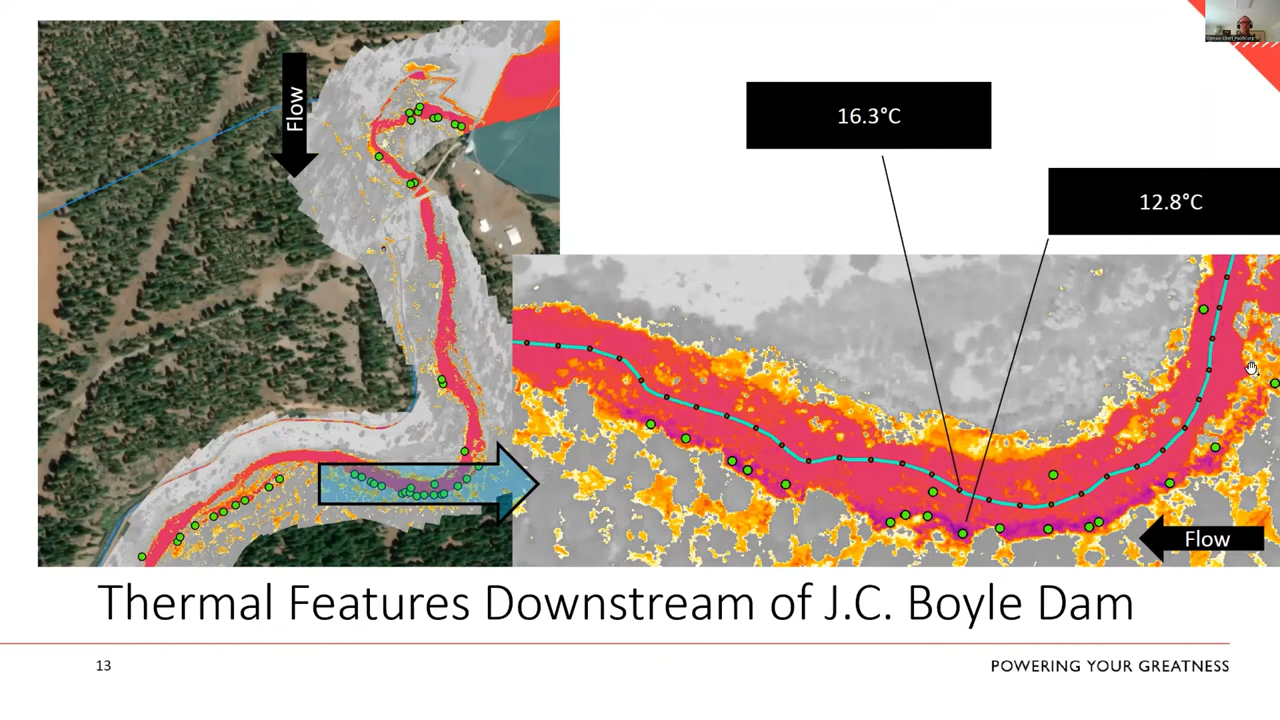 Flow
16.3°C
12.8°C
Flow
Thermal Features Downstream of J.C. Boyle Dam
13
POWERING YOUR GREATNESS